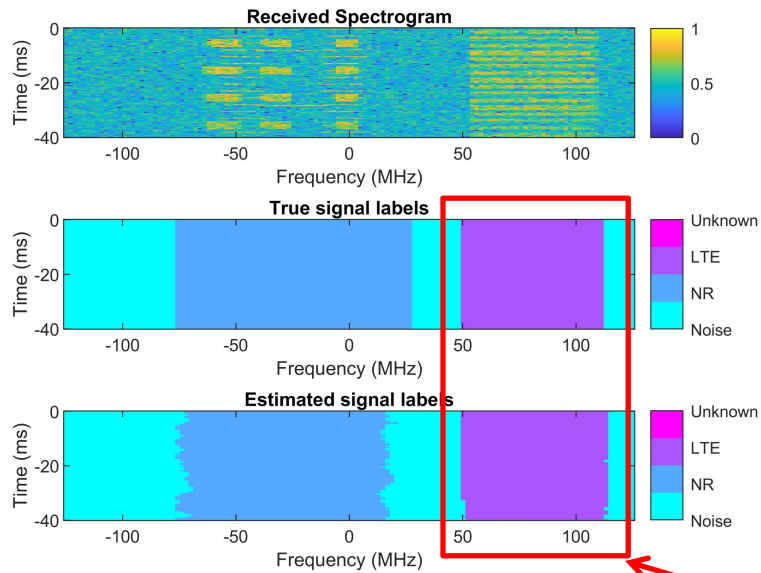 Received Spectrogram
Time (ms)
0
-20
-40
-100
-50
0
50
100
Frequency (MHz)
1
0.5
0
True signal labels
Time (ms)
0
-20
-40
-100
-50
0
50
100
Frequency (MHz)
Unknown
LTE
NR
Noise
Estimated signal labels
Time (ms)
0
-20
-40
-100
-50
0
50
100
Frequency (MHz)
Unknown
LTE
NR
Noise